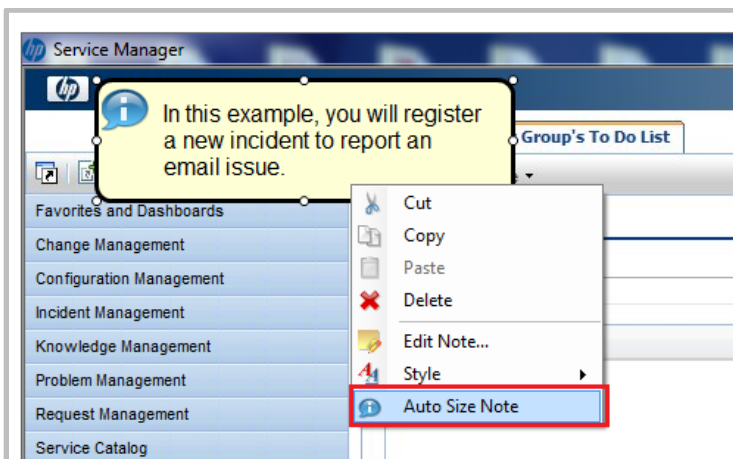 hp Service Manager
hp
In this example, you will register
a new incident to report an
email issue.
Group's To Do List
Favorites and Dashboards
Change Management
Configuration Management
Incident Management
Knowledge Management
Problem Management
Request Management
Service Catalog
Cut
Copy
Paste
Delete
Edit Note...
Style
Auto Size Note